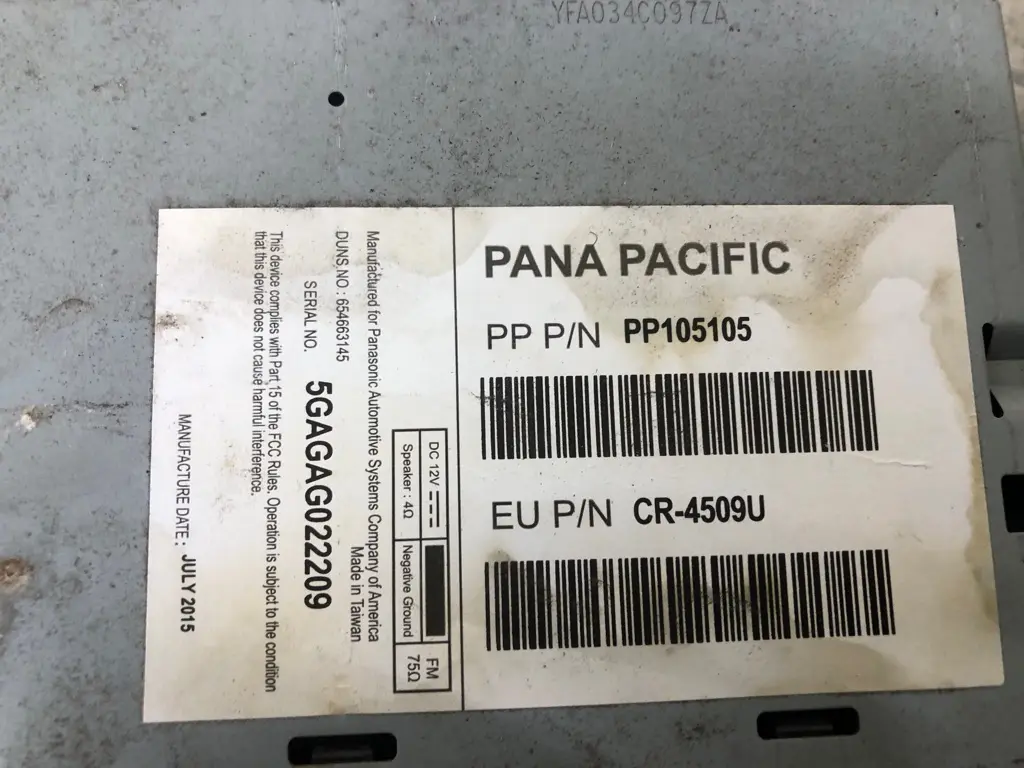 YFA034C097ZA
PANA PACIFIC
PP P/N PP105105
EU P/N CR-4509U
DC 12V
Speaker : 4Ω
Negative Ground
FM
75Ω
Manufactured for Panasonic Automotive Systems Company of America
Made in Taiwan
DUNS.NO : 654663145
SERIAL NO. 5GAGAG022209
This device complies with Part 15 of the FCC Rules. Operation is subject to the condition
that this device does not cause harmful interference.
MANUFACTURE DATE : JULY 2015